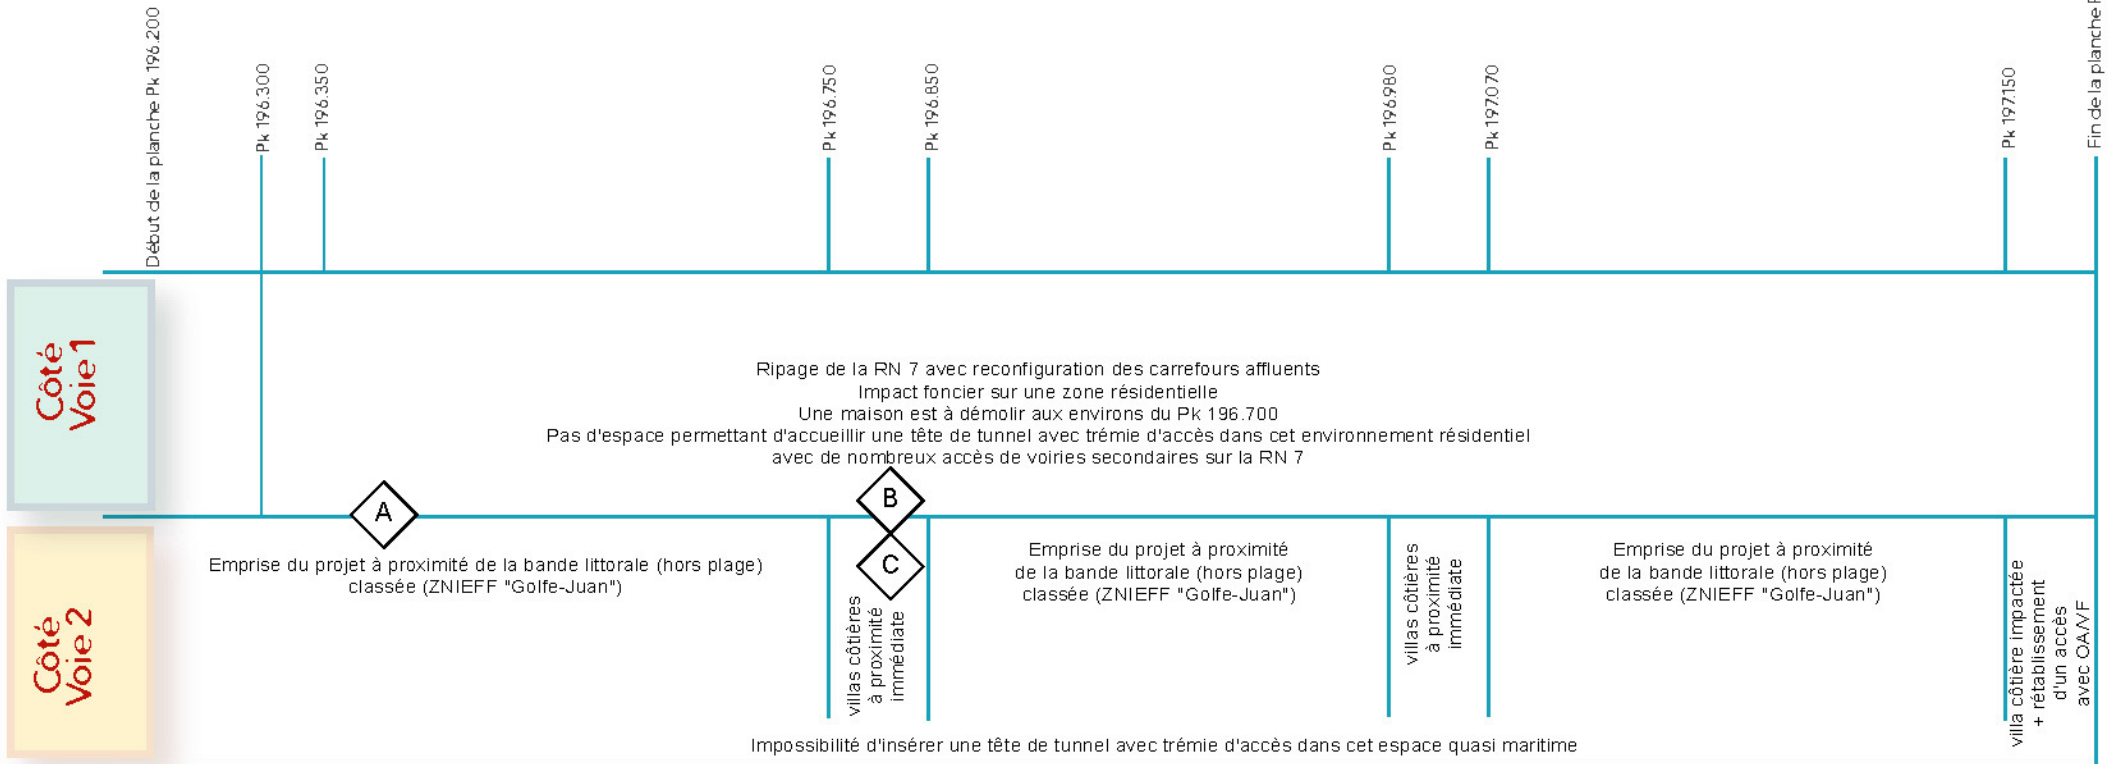 Début de la planche Pk 196.200
Pk 196.300
Pk 196.350
Pk 196.750
Pk 196.850
Pk 196.980
Pk 197.070
Pk 197.150
Fin de la planche
Côté
Voie 1
Ripage de la RN 7 avec reconfiguration des carrefours affluents
Impact foncier sur une zone résidentielle
Une maison est à démolir aux environs du Pk 196.700
Pas d'espace permettant d'accueillir une tête de tunnel avec trémie d'accès dans cet environnement résidentiel
avec de nombreux accès de voiries secondaires sur la RN 7
A
B
C
Côté
Voie 2
Emprise du projet à proximité de la bande littorale (hors plage)
classée (ZNIEFF "Golfe-Juan")
villas côtières
à proximité
immédiate
Emprise du projet à proximité
de la bande littorale (hors plage)
classée (ZNIEFF "Golfe-Juan")
villas côtières
à proximité
immédiate
Emprise du projet à proximité
de la bande littorale (hors plage)
classée (ZNIEFF "Golfe-Juan")
villa côtière impactée
+ rétablissement
d'un accès
avec OA/VF
Impossibilité d'insérer une tête de tunnel avec trémie d'accès dans cet espace quasi maritime